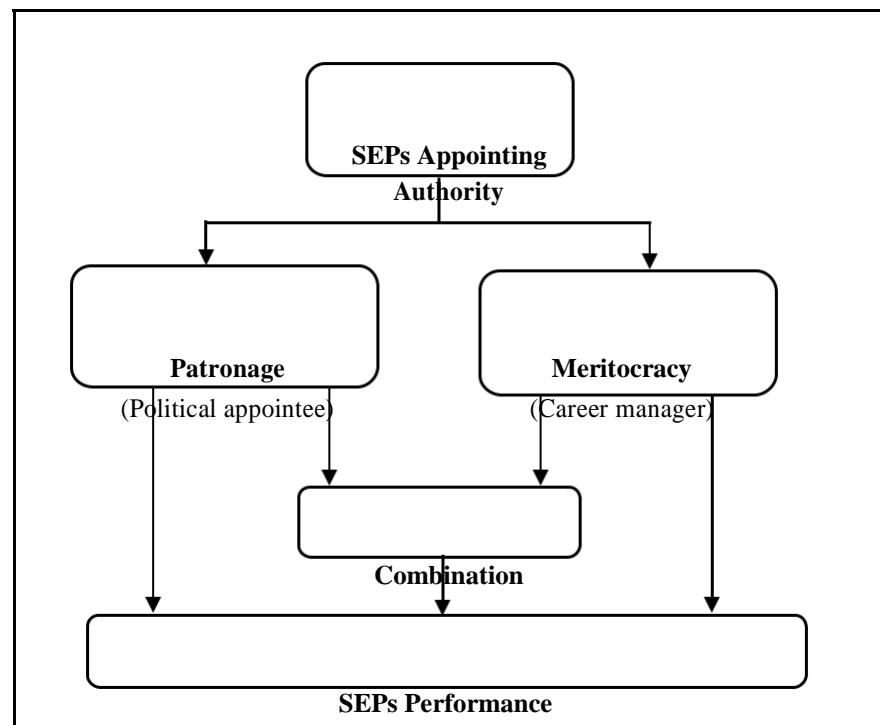 SEPs Appointing
Authority
Patronage
(Political appointee)
Meritocracy
(Career manager)
Combination
SEPs Performance